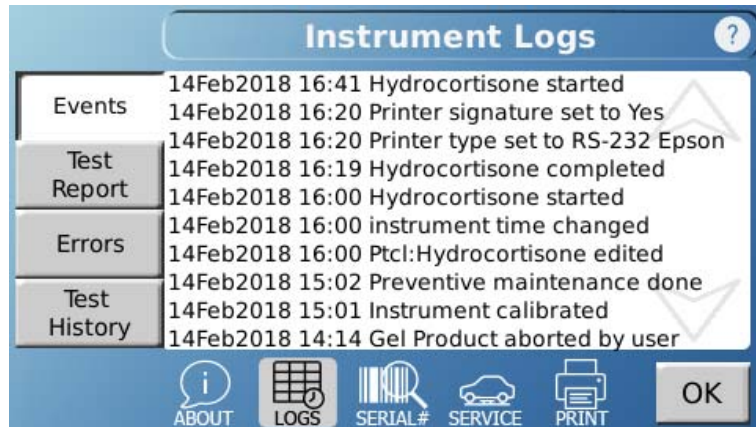 Instrument Logs
?
Events
Test
Report
Errors
Test
History
14Feb2018 16:41 Hydrocortisone started
14Feb2018 16:20 Printer signature set to Yes
14Feb2018 16:20 Printer type set to RS-232 Epson
14Feb2018 16:19 Hydrocortisone completed
14Feb2018 16:00 Hydrocortisone started
14Feb2018 16:00 instrument time changed
14Feb2018 16:00 Ptcl:Hydrocortisone edited
14Feb2018 15:02 Preventive maintenance done
14Feb2018 15:01 Instrument calibrated
14Feb2018 14:14 Gel Product aborted by user
i
ABOUT
LOGS
SERIAL#
SERVICE
PRINT
OK